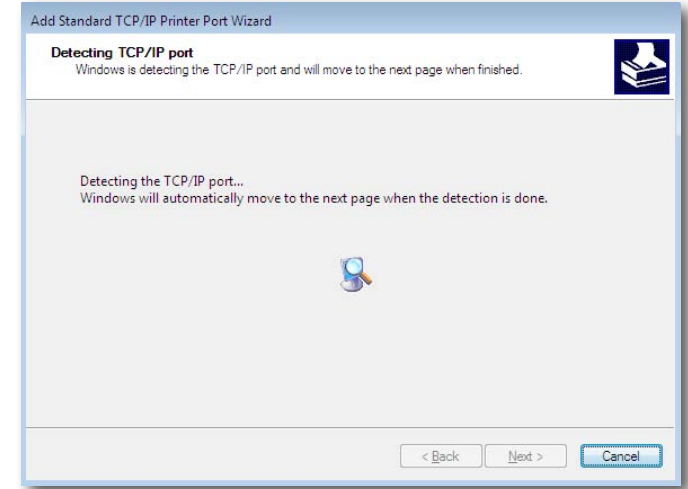 Add Standard TCP/IP Printer Port Wizard
Detecting TCP/IP port
Windows is detecting the TCP/IP port and will move to the next page when finished.
Detecting the TCP/IP port...
Windows will automatically move to the next page when the detection is done.
< Back Next > Cancel